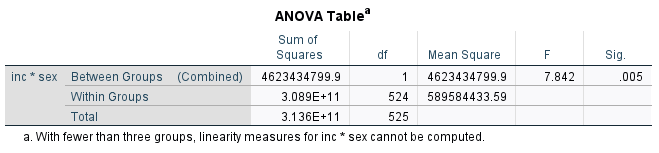 ANOVA Tableᵃ
Sum of Squares df Mean Square F Sig.
inc * sex Between Groups (Combined) 4623434799.9 1 4623434799.9 7.842 .005
Within Groups 3.089E+11 524 589584433.59
Total 3.136E+11 525
a. With fewer than three groups, linearity measures for inc * sex cannot be computed.